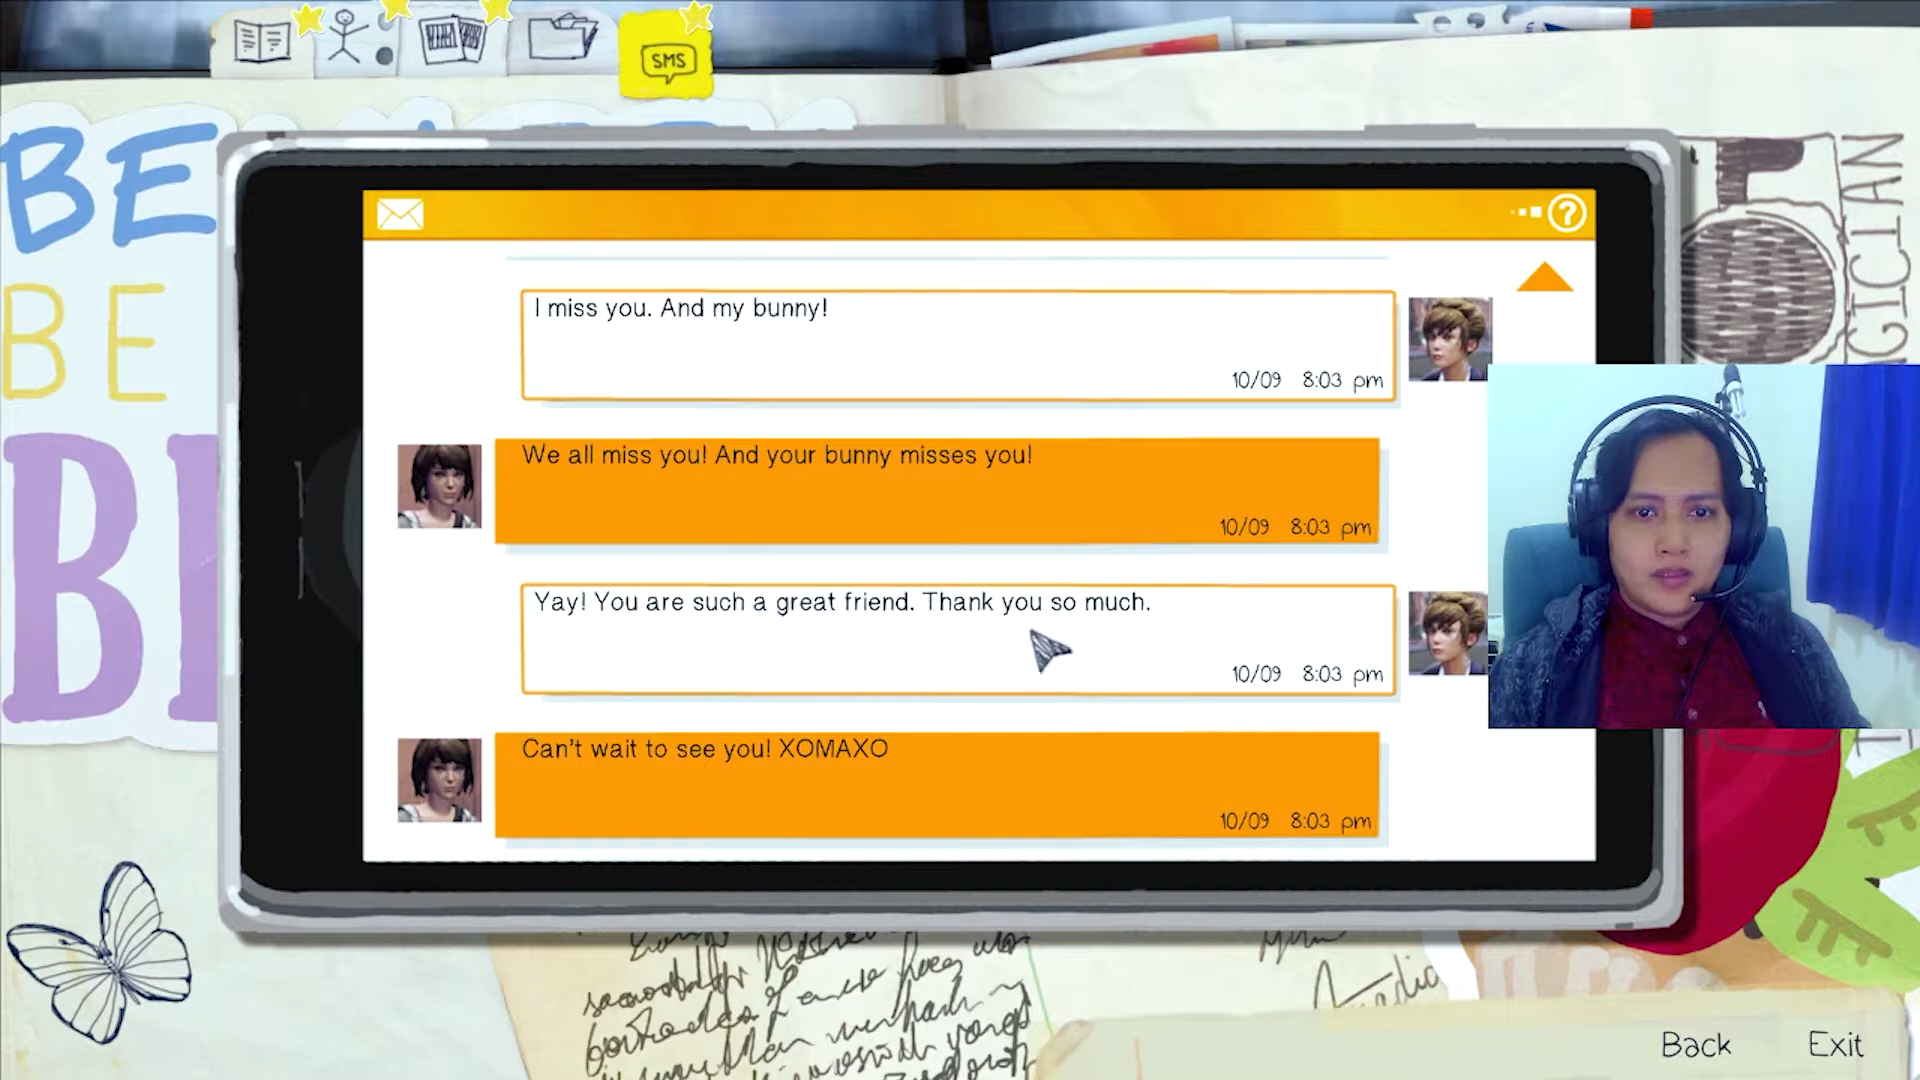 SMS
BE
BE
MAGICIAN
I miss you. And my bunny!
10/09 8:03 pm
We all miss you! And your bunny misses you!
10/09 8:03 pm
Yay! You are such a great friend. Thank you so much.
10/09 8:03 pm
Can't wait to see you! XOMAXO
10/09 8:03 pm
Back Exit